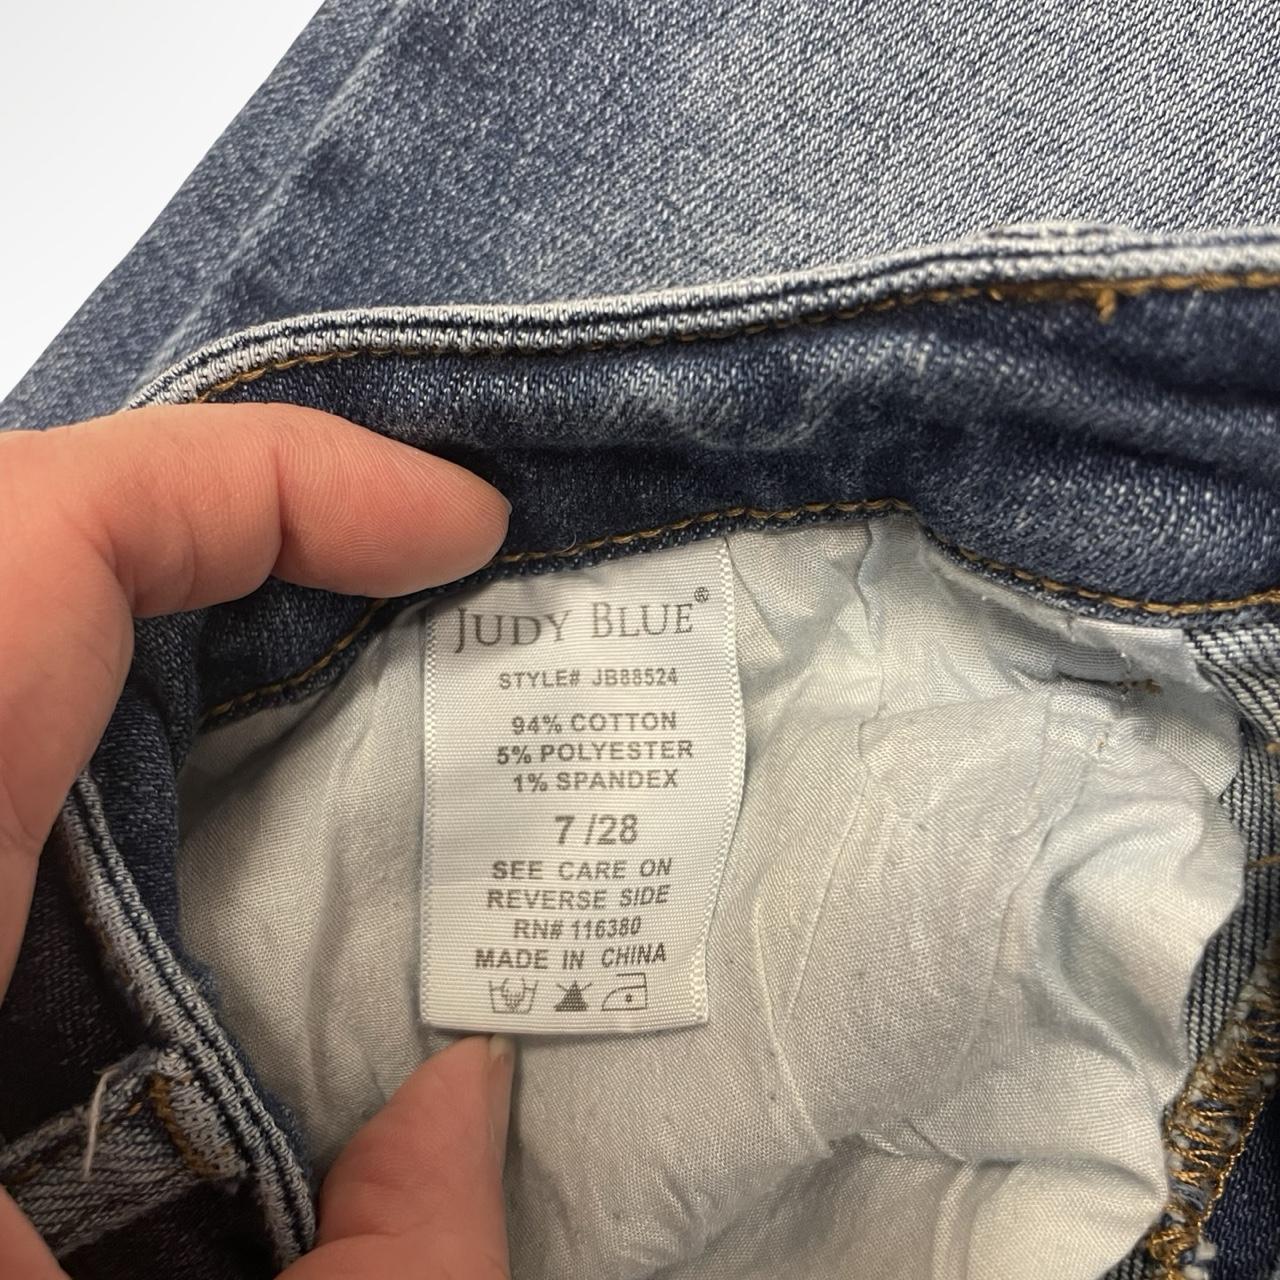 JUDY BLUE®
STYLE# JB88524
94% COTTON
5% POLYESTER
1% SPANDEX
7 /28
SEE CARE ON
REVERSE SIDE
RN# 116380
MADE IN CHINA